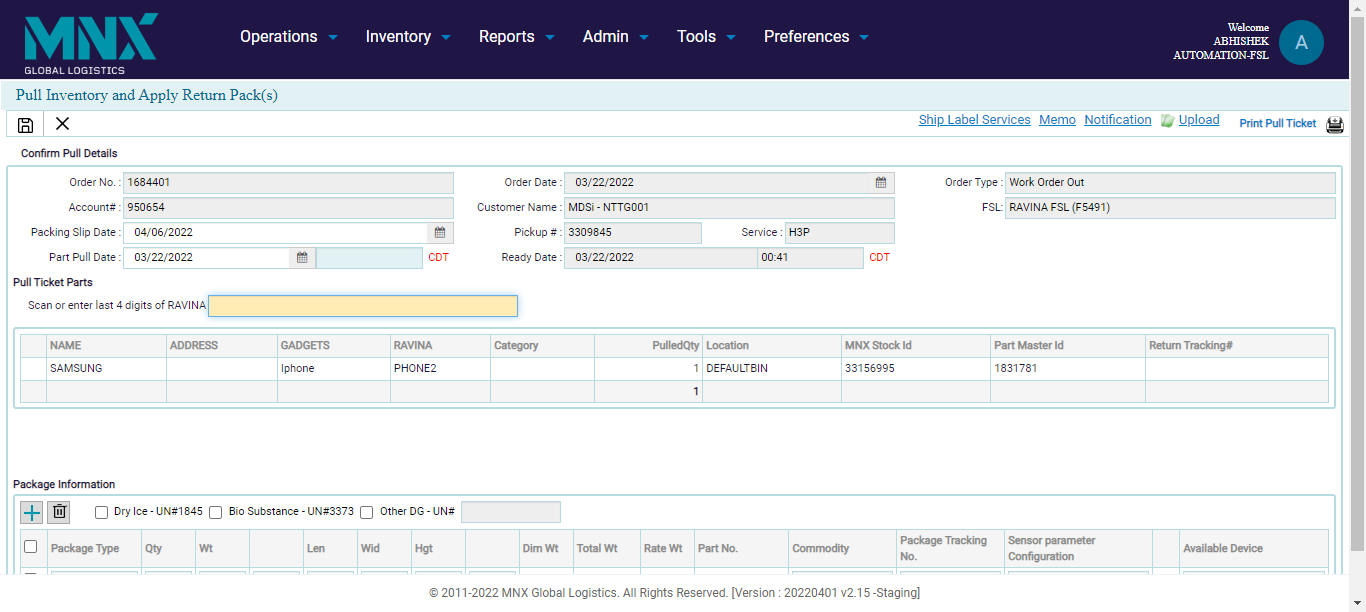 MNX
GLOBAL LOGISTICS
Operations Inventory Reports Admin Tools Preferences
Welcome
ABHISHEK
AUTOMATION-FSL
A
Pull Inventory and Apply Return Pack(s)
Ship Label Services Memo Notification Upload Print Pull Ticket
Confirm Pull Details
Order No. : 1684401 Order Date : 03/22/2022 Order Type : Work Order Out
Account# : 950654 Customer Name : MDSi - NTTG001 FSL: RAVINA FSL (F5491)
Packing Slip Date : 04/06/2022 Pickup # : 3309845 Service : H3P
Part Pull Date : 03/22/2022 CDT Ready Date : 03/22/2022 00:41 CDT
Pull Ticket Parts
Scan or enter last 4 digits of RAVINA
NAME ADDRESS GADGETS RAVINA Category PulledQty Location MNX Stock Id Part Master Id Return Tracking#
SAMSUNG Iphone PHONE2 1 DEFAULTBIN 33156995 1831781
1
Package Information
Dry Ice - UN#1845 Bio Substance - UN#3373 Other DG - UN#
Package Type Qty Wt Len Wid Hgt Dim Wt Total Wt Rate Wt Part No. Commodity Package Tracking No. Sensor parameter Configuration Available Device
© 2011-2022 MNX Global Logistics. All Rights Reserved. [Version : 20220401 v2.15 -Staging]